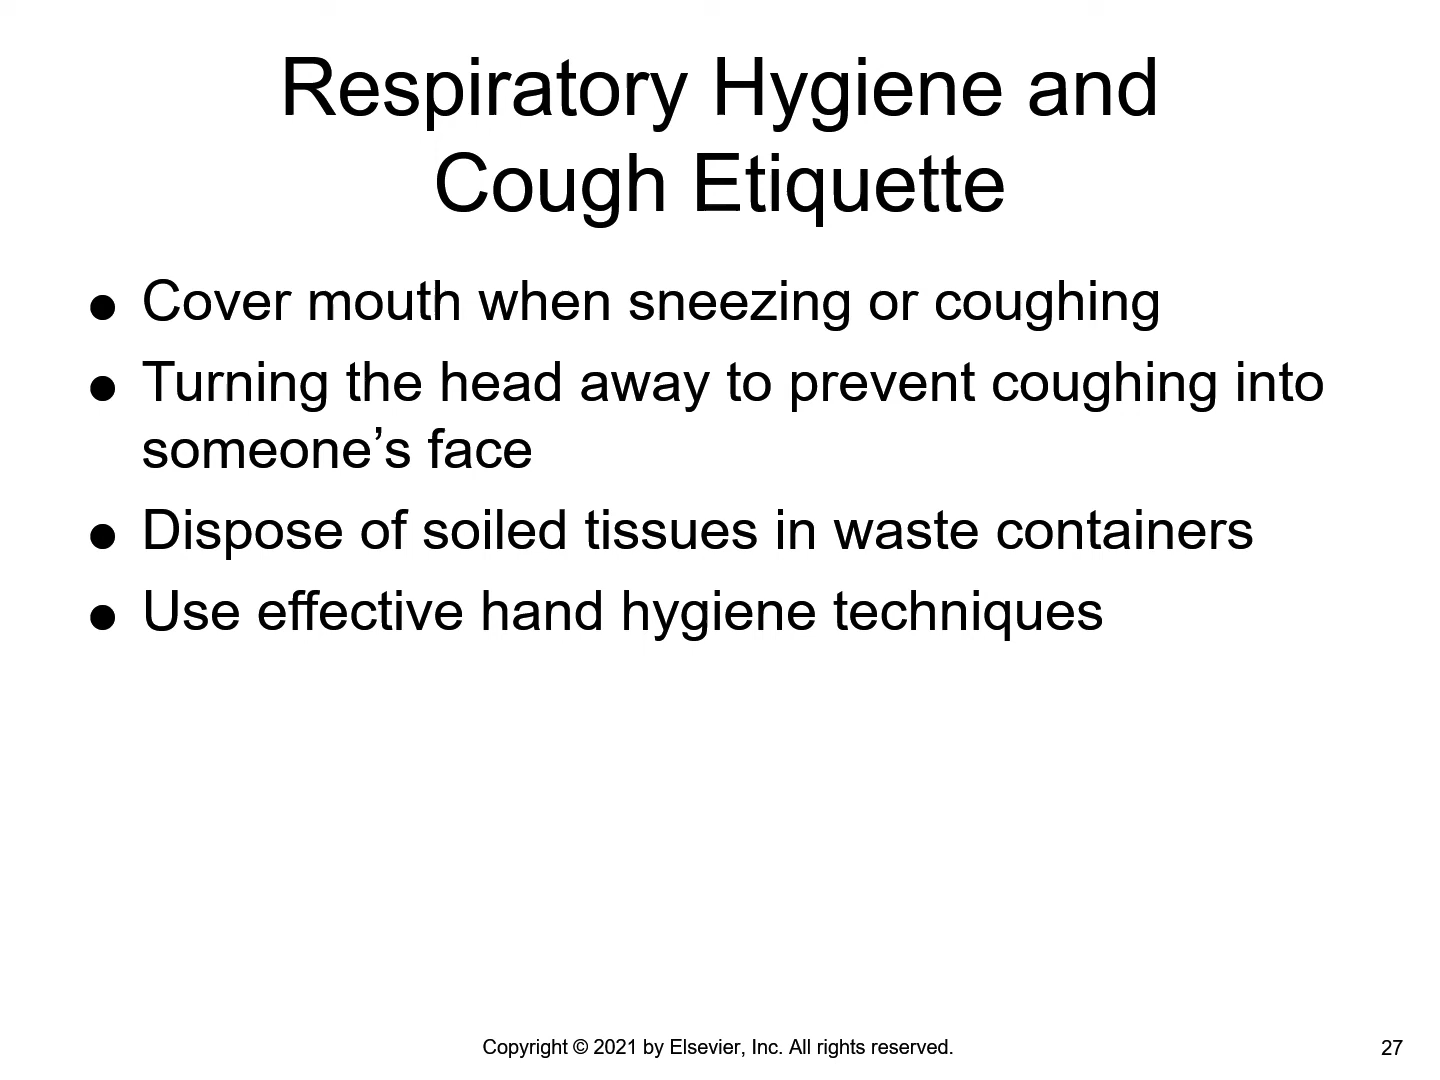 Respiratory Hygiene and
Cough Etiquette
● Cover mouth when sneezing or coughing
● Turning the head away to prevent coughing into
someone’s face
● Dispose of soiled tissues in waste containers
● Use effective hand hygiene techniques
Copyright © 2021 by Elsevier, Inc. All rights reserved.
27